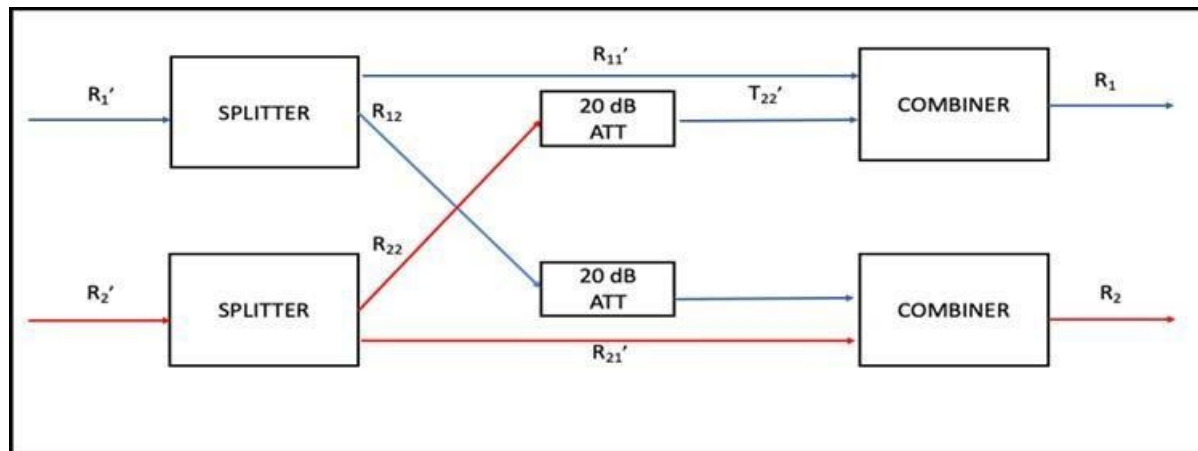 R₁₁′
R₁′
SPLITTER
R₁₂
20 dB
ATT
T₂₂′
COMBINER
R₁
R₂₂
R₂′
SPLITTER
20 dB
ATT
R₂₁′
COMBINER
R₂